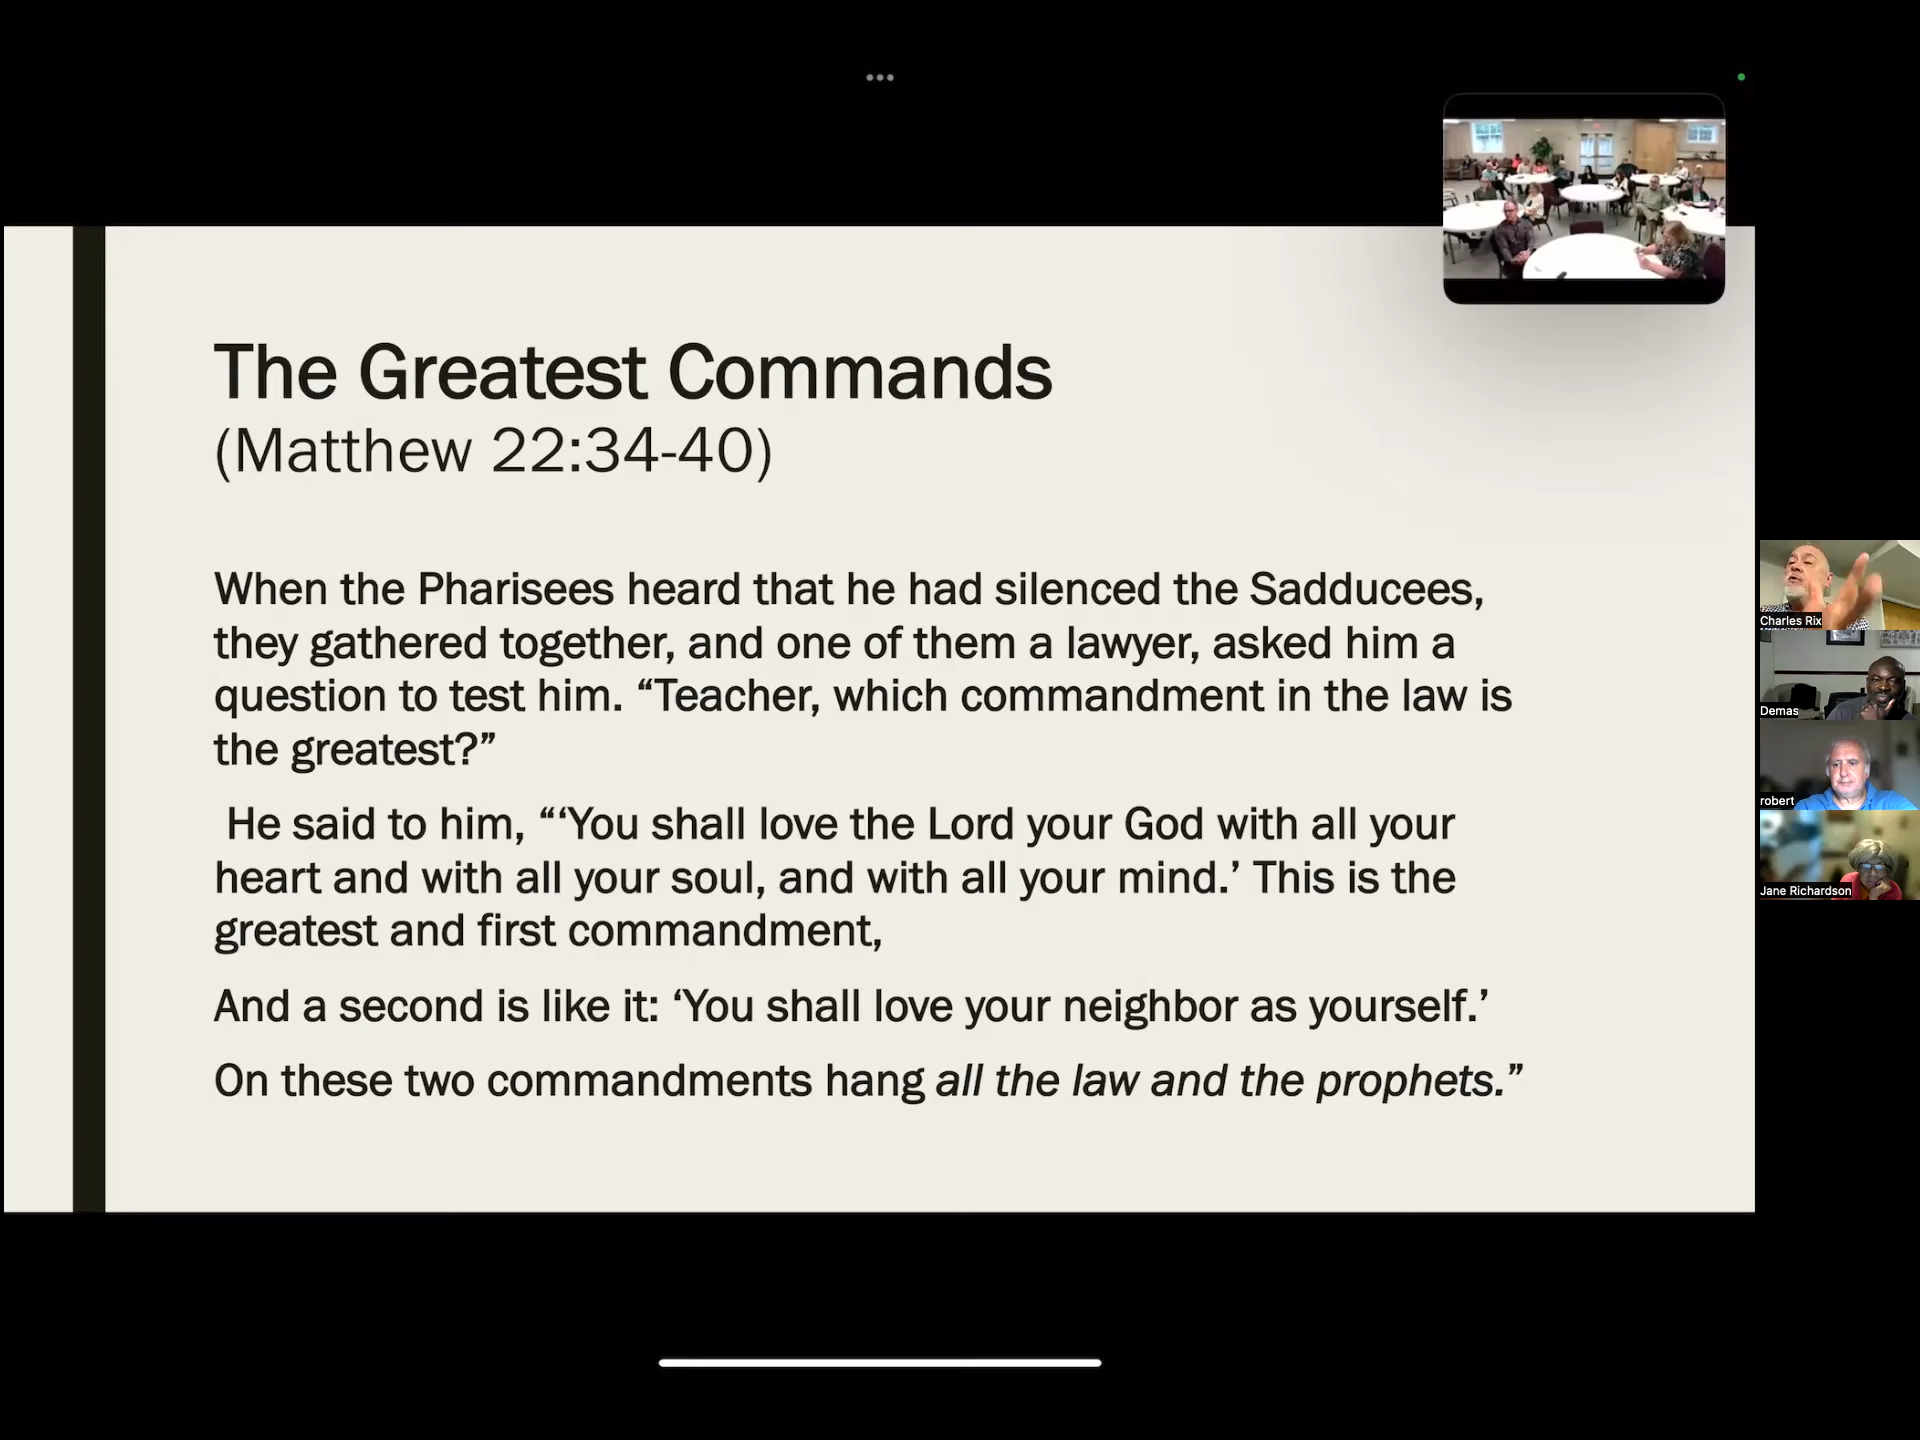 The Greatest Commands
(Matthew 22:34-40)
When the Pharisees heard that he had silenced the Sadducees,
they gathered together, and one of them a lawyer, asked him a
question to test him. “Teacher, which commandment in the law is
the greatest?”
He said to him, “‘You shall love the Lord your God with all your
heart and with all your soul, and with all your mind.’ This is the
greatest and first commandment,
And a second is like it: ‘You shall love your neighbor as yourself.’
On these two commandments hang all the law and the prophets.”
Charles Rix
Demas
robert
Jane Richardson